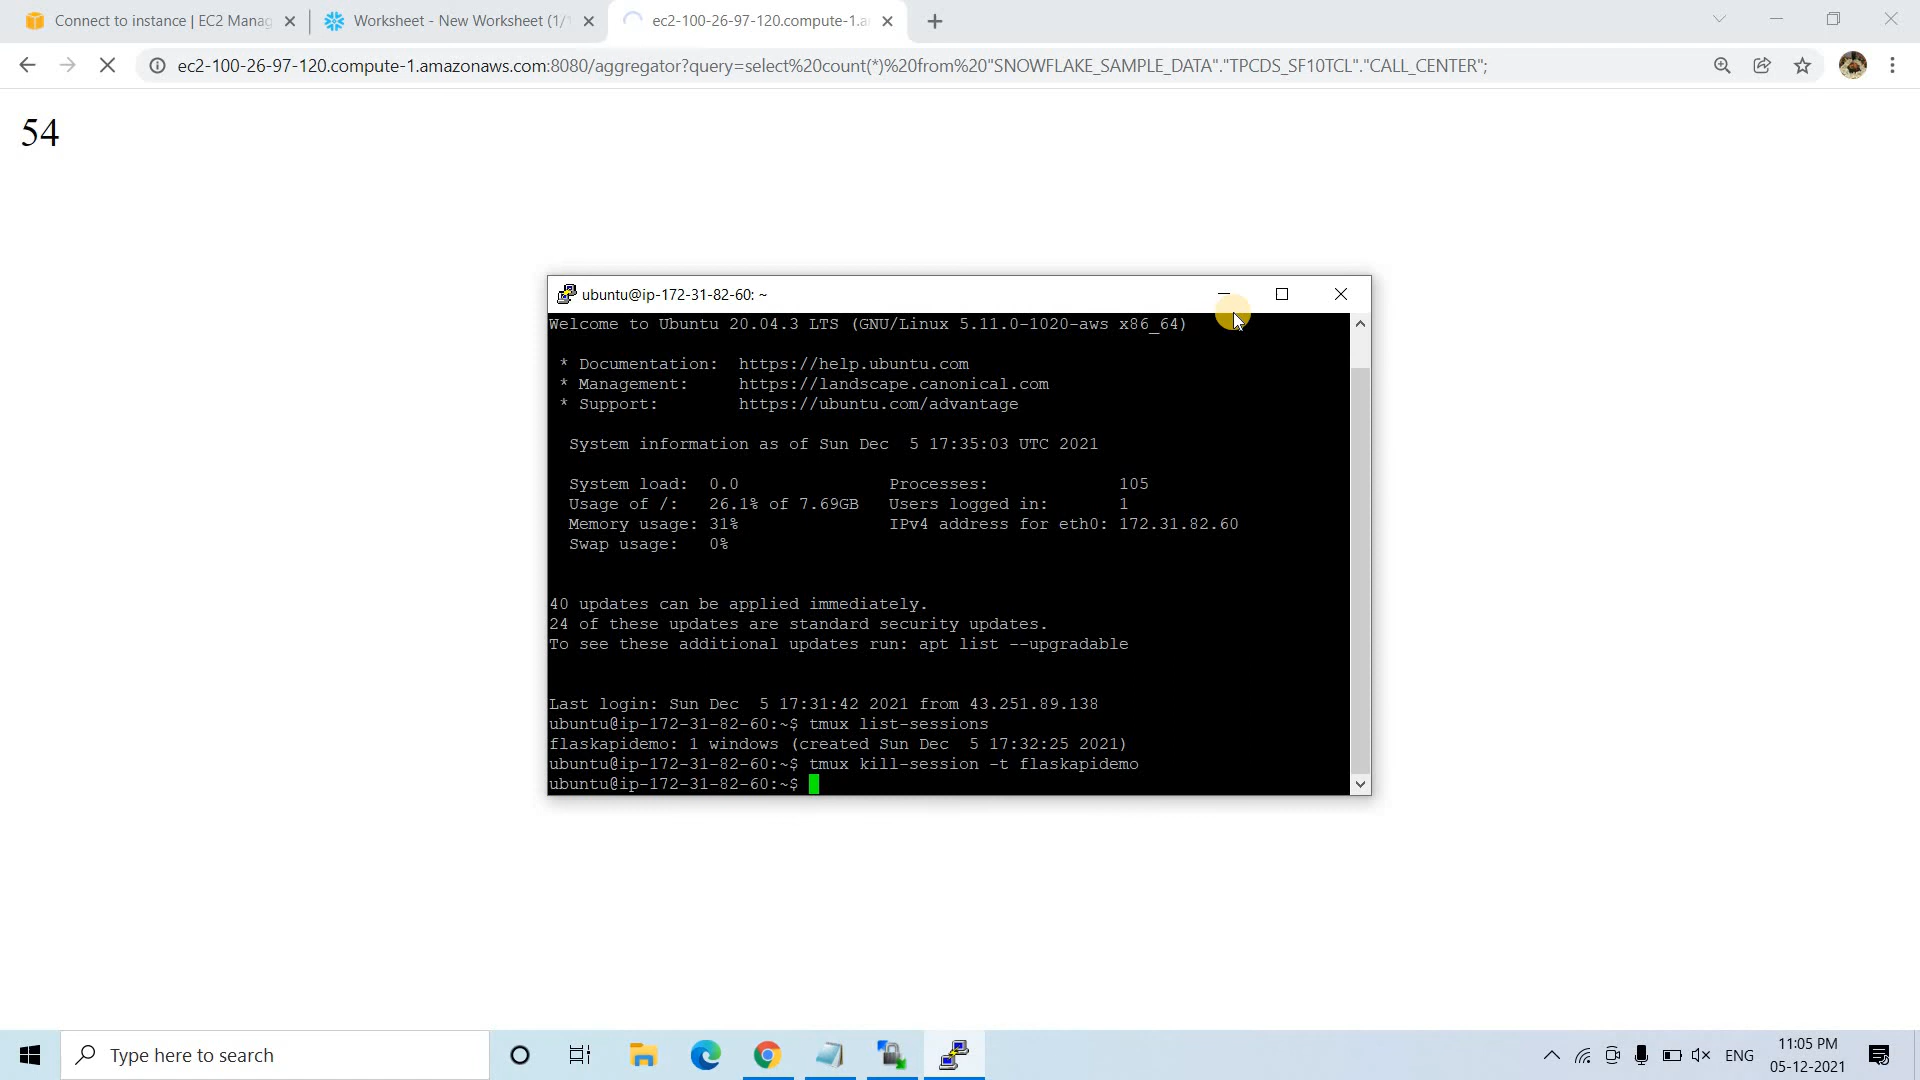 Connect to instance | EC2 Manag
Worksheet - New Worksheet (1/
ec2-100-26-97-120.compute-1.a
ec2-100-26-97-120.compute-1.amazonaws.com:8080/aggregator?query=select%20count(*)%20from%20"SNOWFLAKE_SAMPLE_DATA"."TPCDS_SF10TCL"."CALL_CENTER";
54
ubuntu@ip-172-31-82-60: ~
Welcome to Ubuntu 20.04.3 LTS (GNU/Linux 5.11.0-1020-aws x86_64)
* Documentation: https://help.ubuntu.com
* Management: https://landscape.canonical.com
* Support: https://ubuntu.com/advantage
System information as of Sun Dec 5 17:35:03 UTC 2021
System load: 0.0 Processes: 105
Usage of /: 26.1% of 7.69GB Users logged in: 1
Memory usage: 31% IPv4 address for eth0: 172.31.82.60
Swap usage: 0%
40 updates can be applied immediately.
24 of these updates are standard security updates.
To see these additional updates run: apt list --upgradable
Last login: Sun Dec 5 17:31:42 2021 from 43.251.89.138
ubuntu@ip-172-31-82-60:~$ tmux list-sessions
flaskapidemo: 1 windows (created Sun Dec 5 17:32:25 2021)
ubuntu@ip-172-31-82-60:~$ tmux kill-session -t flaskapidemo
ubuntu@ip-172-31-82-60:~$
Type here to search
ENG
11:05 PM
05-12-2021